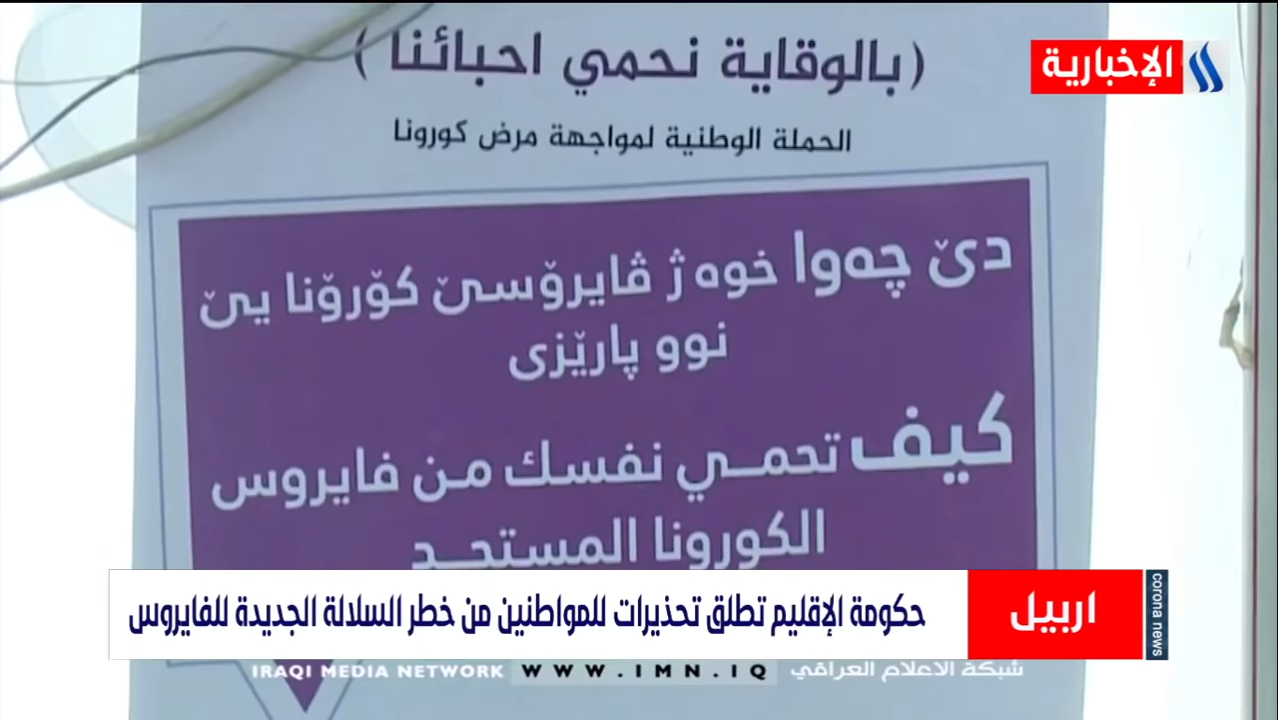 (بالوقاية نحمي احبائنا)
الحملة الوطنية لمواجهة مرض كورونا
الإخبارية
دێ چەوا خوە ژ ڤایرۆسێ کۆرۆنا یێ
نوو پارێزی
كيف تحمي نفسك من فايروس
الكورونا المستجد
اربيل
حكومة الإقليم تطلق تحذيرات للمواطنين من خطر السلالة الجديدة للفايروس
corona news
شبكة الاعلام العراقي WWW.IMN.IQ IRAQI MEDIA NETWORK